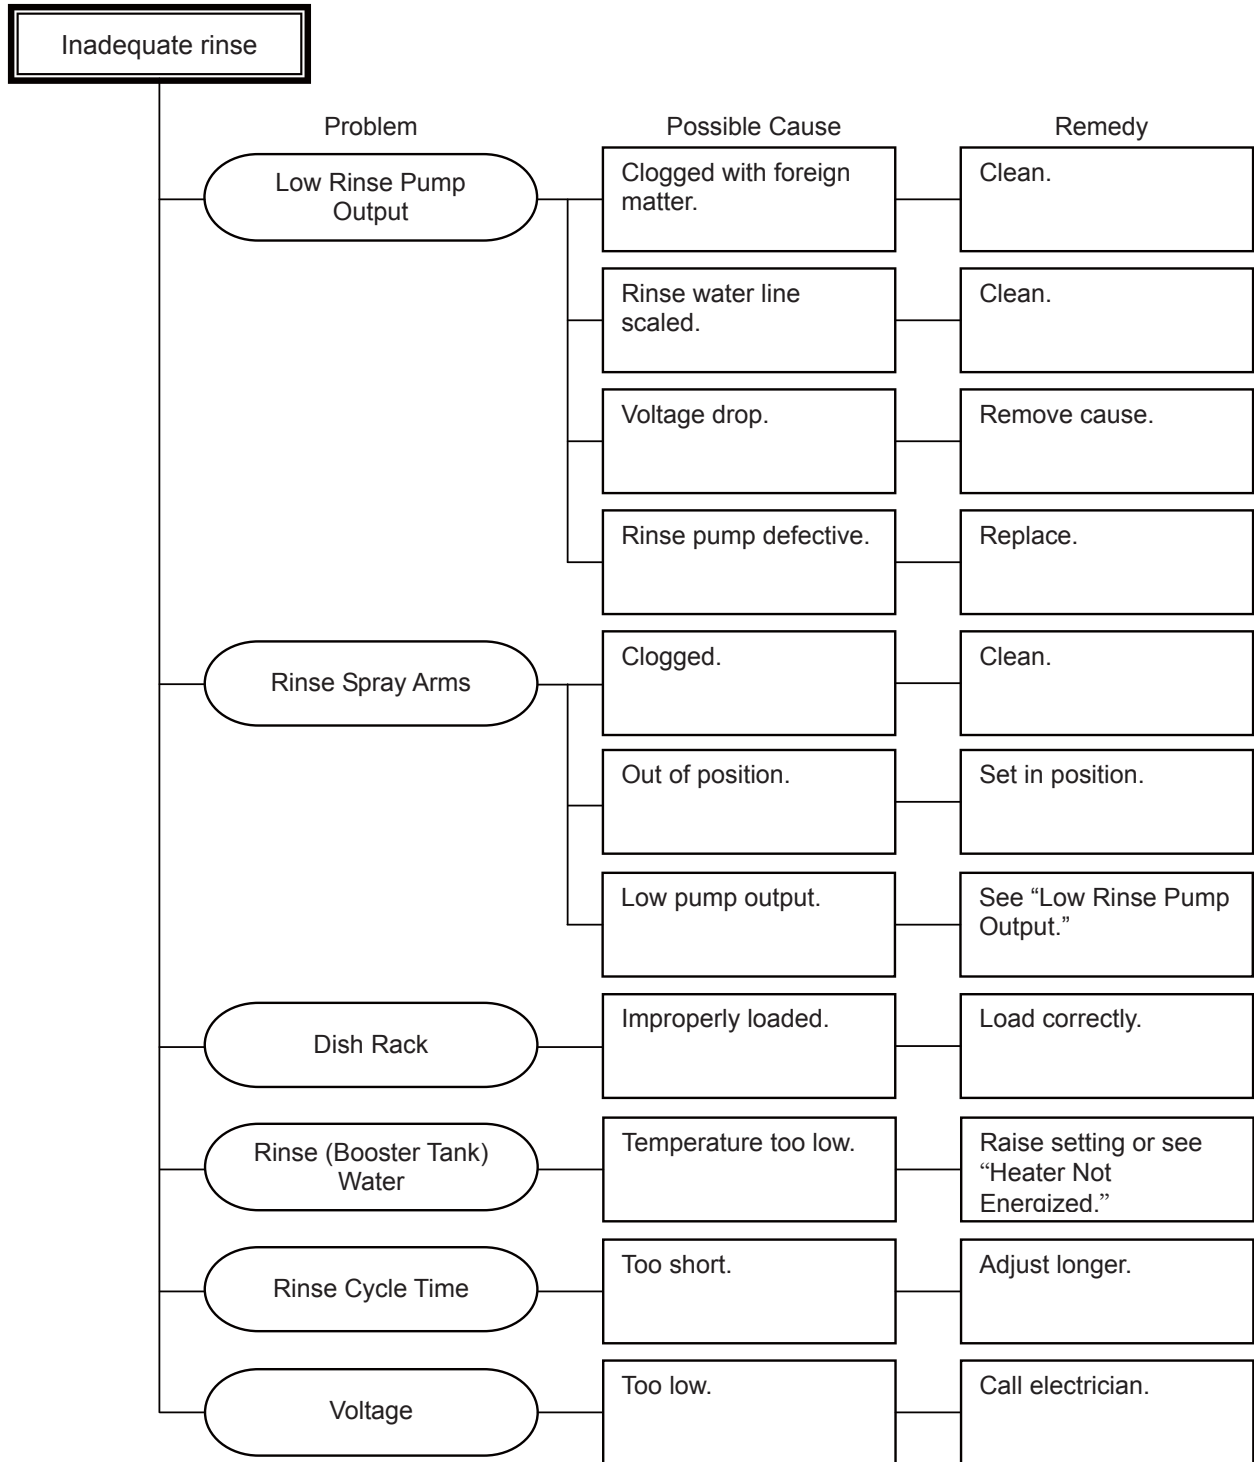 Inadequate rinse
Problem
Possible Cause
Remedy
Low Rinse Pump
Output
Clogged with foreign
matter.
Clean.
Rinse water line
scaled.
Clean.
Voltage drop.
Remove cause.
Rinse pump defective.
Replace.
Rinse Spray Arms
Clogged.
Clean.
Out of position.
Set in position.
Low pump output.
See “Low Rinse Pump
Output.”
Dish Rack
Improperly loaded.
Load correctly.
Rinse (Booster Tank)
Water
Temperature too low.
Raise setting or see
“Heater Not
Energized.”
Rinse Cycle Time
Too short.
Adjust longer.
Voltage
Too low.
Call electrician.